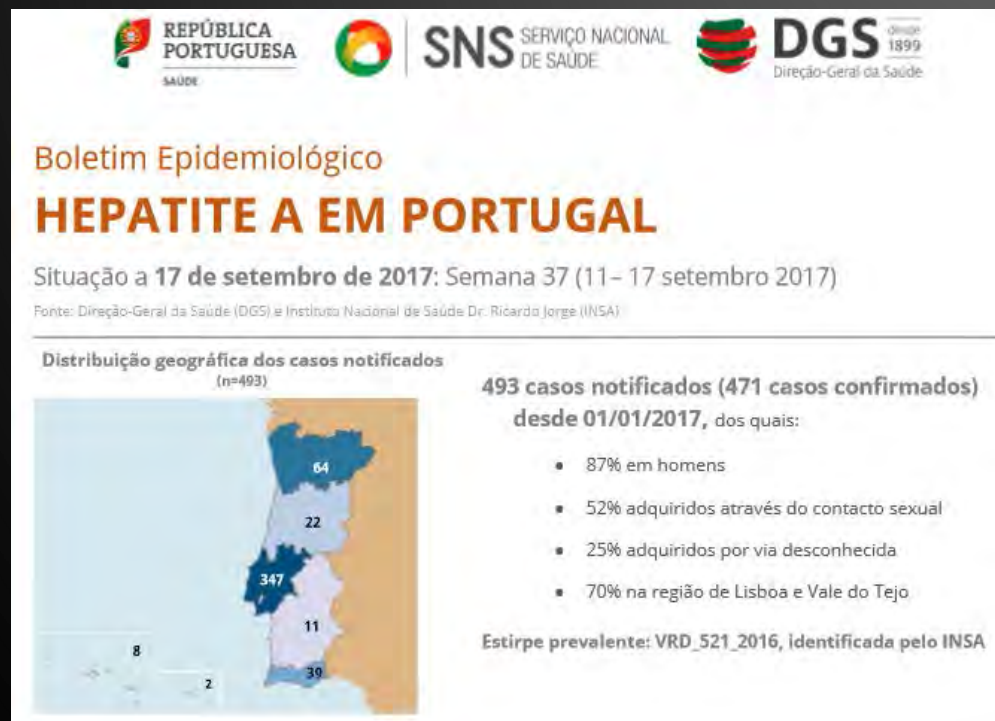 REPÚBLICA
PORTUGUESA
SAÚDE
SNS SERVIÇO NACIONAL
DE SAÚDE
DGS desde
1899
Direção-Geral da Saúde
Boletim Epidemiológico
HEPATITE A EM PORTUGAL
Situação a 17 de setembro de 2017: Semana 37 (11– 17 setembro 2017)
Fonte: Direção-Geral da Saúde (DGS) e Instituto Nacional de Saúde Dr. Ricardo Jorge (INSA)
Distribuição geográfica dos casos notificados
(n=493)
64
22
347
11
39
8
2
493 casos notificados (471 casos confirmados)
desde 01/01/2017, dos quais:
• 87% em homens
• 52% adquiridos através do contacto sexual
• 25% adquiridos por via desconhecida
• 70% na região de Lisboa e Vale do Tejo
Estirpe prevalente: VRD_521_2016, identificada pelo INSA